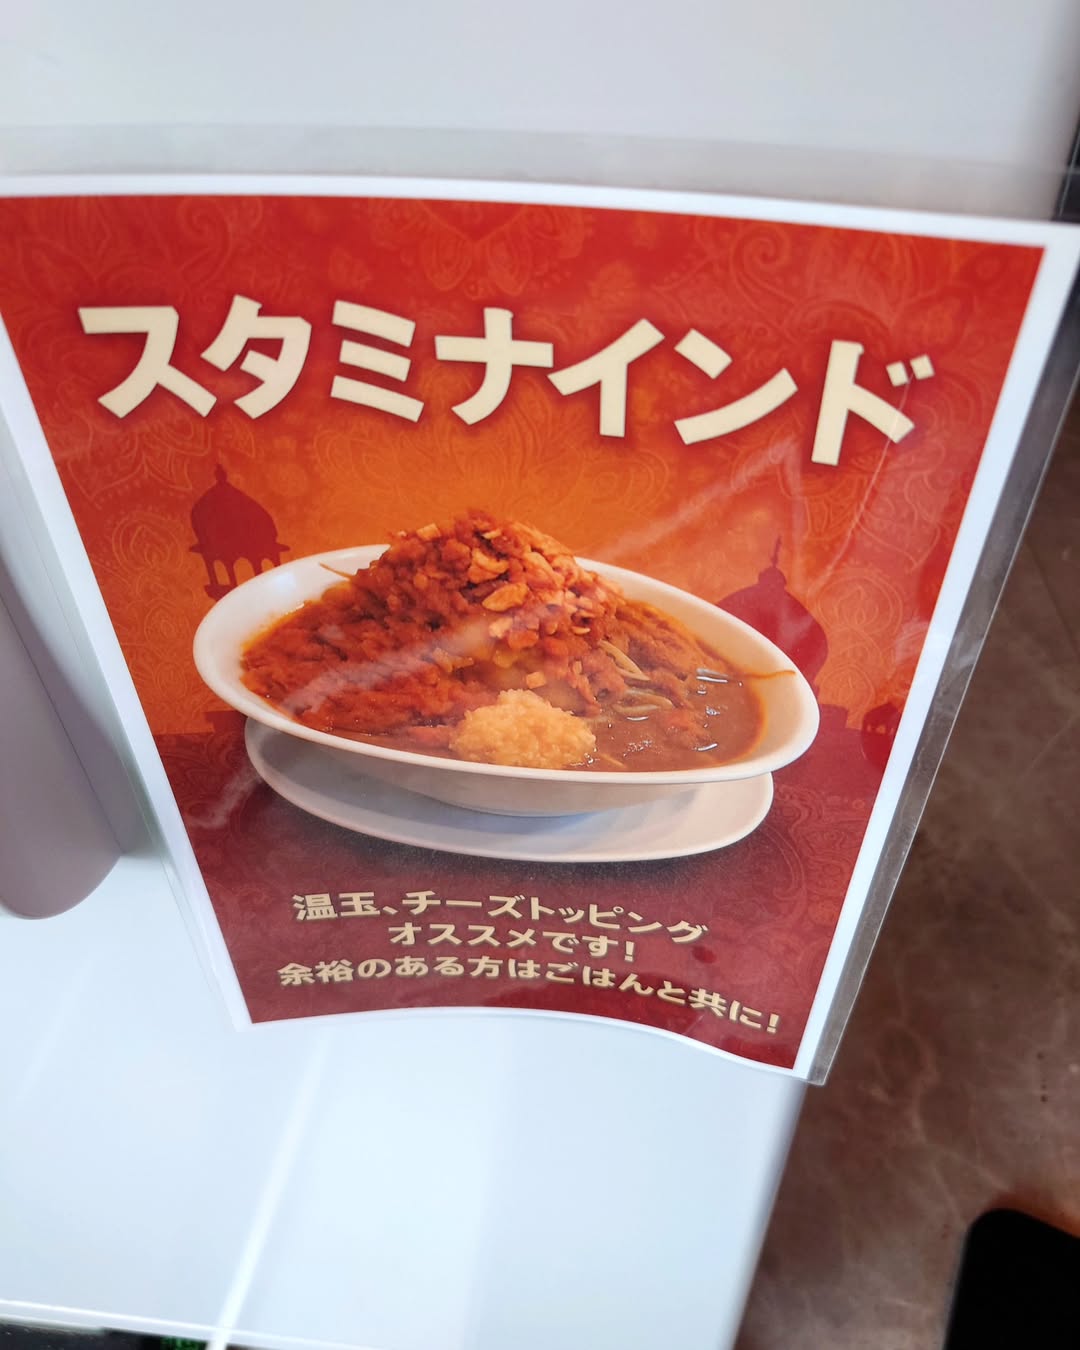 スタミナインド
温玉、チーズトッピング
オススメです!
余裕のある方はごはんと共に!